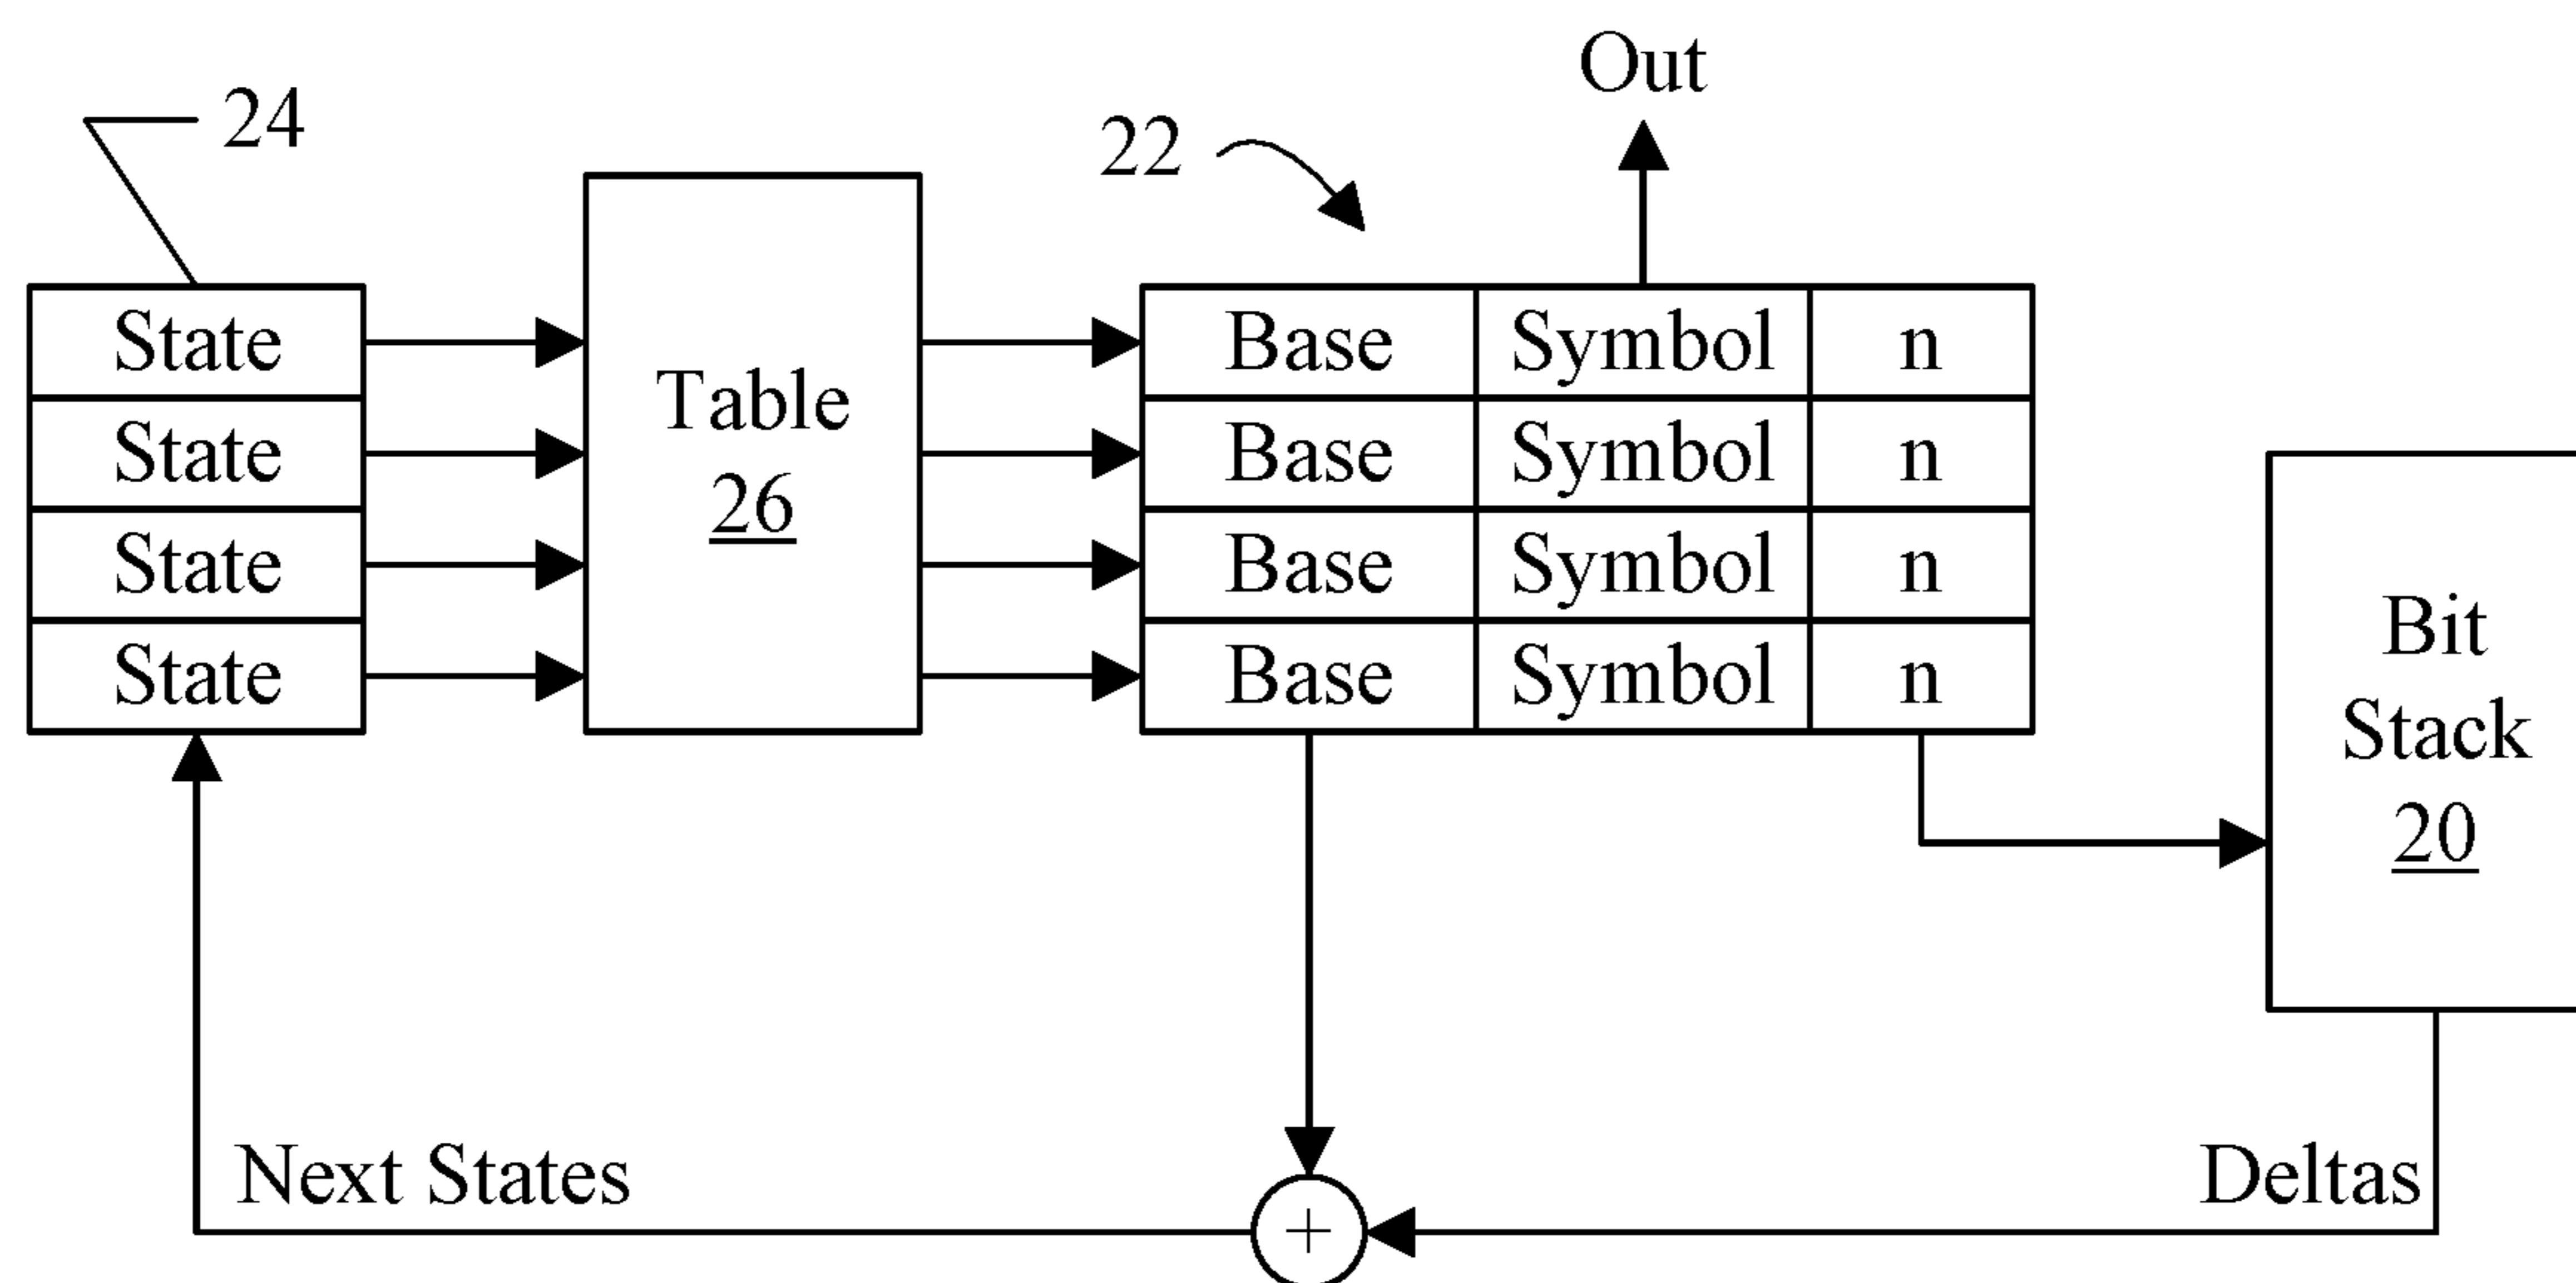 Out
24
22
State
State
State
State
Table
26
Base Symbol n
Base Symbol n
Base Symbol n
Base Symbol n
Bit
Stack
20
Next States
Deltas
+